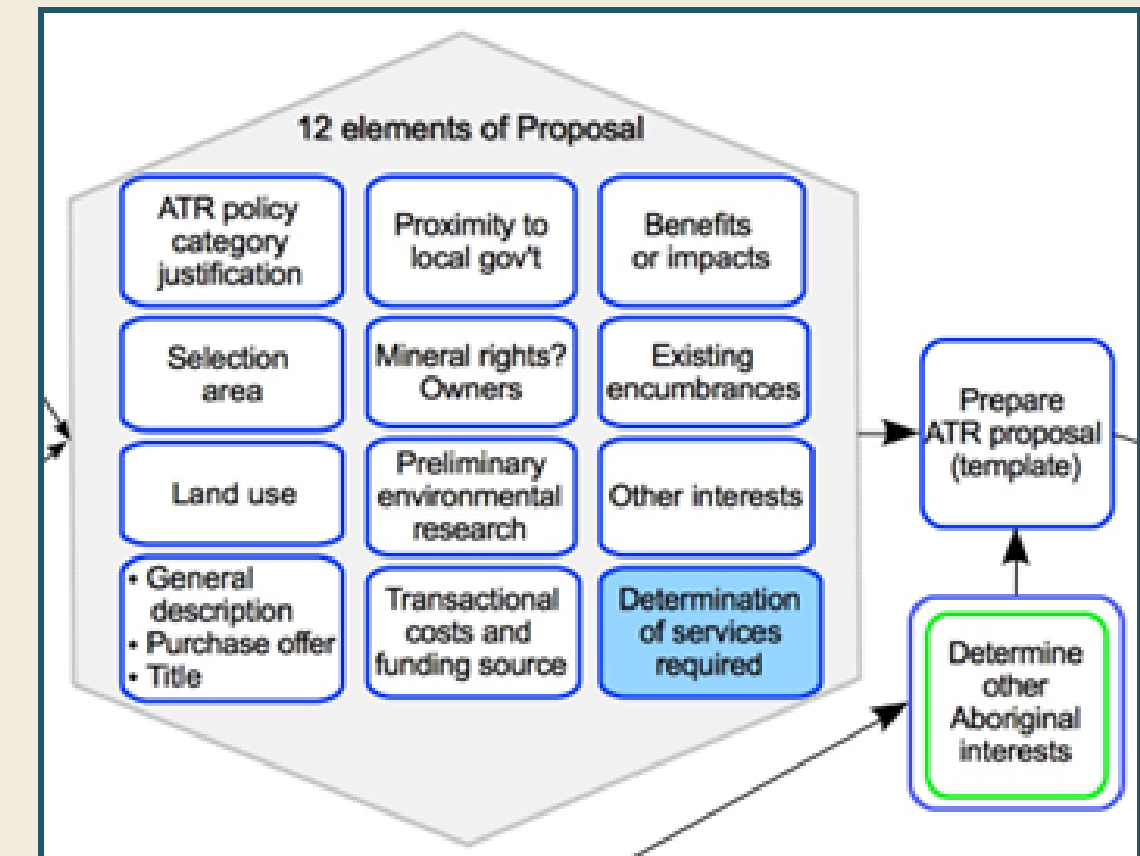 12 elements of Proposal
ATR policy
category
justification
Proximity to
local gov't
Benefits
or impacts
Selection
area
Mineral rights?
Owners
Existing
encumbrances
Land use
Preliminary
environmental
research
Other interests
• General
description
• Purchase offer
• Title
Transactional
costs and
funding source
Determination
of services
required
Prepare
ATR proposal
(template)
Determine
other
Aboriginal
interests